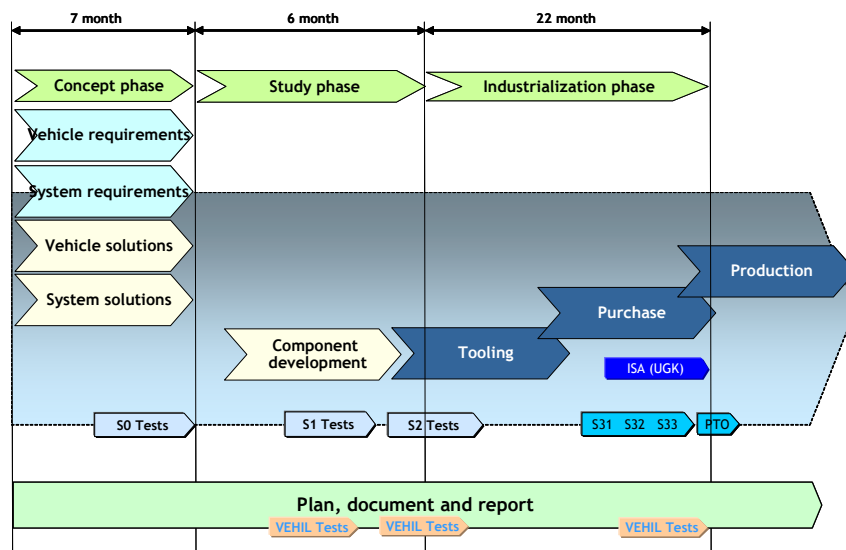 7 month
6 month
22 month
Concept phase
Study phase
Industrialization phase
Vehicle requirements
System requirements
Vehicle solutions
System solutions
Production
Purchase
Component
development
Tooling
ISA (UGK)
S0 Tests
S1 Tests
S2 Tests
S31 S32 S33
PTO
Plan, document and report
VEHIL Tests
VEHIL Tests
VEHIL Tests